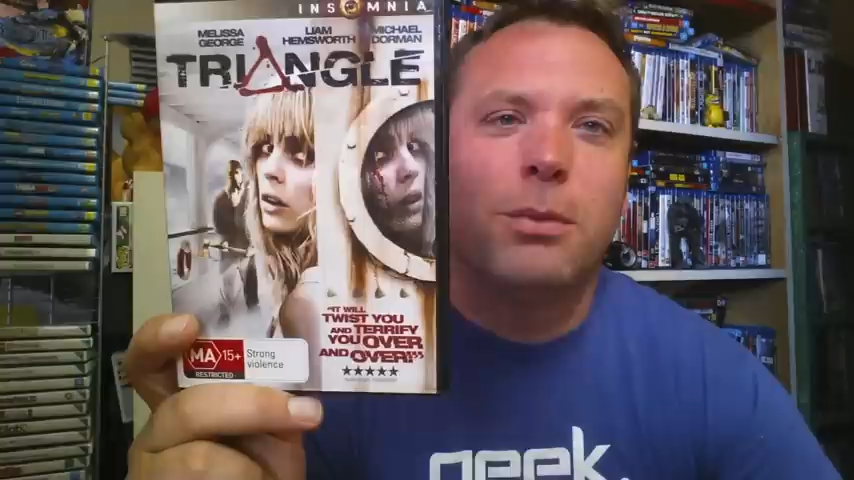 INSOMNIA
MELISSA GEORGE
LIAM HEMSWORTH
MICHAEL DORMAN
TRIANGLE
"IT WILL
TWIST YOU
AND TERRIFY
YOU OVER
AND OVER!"
★★★★★
MA 15+
RESTRICTED
Strong
violence
geek.